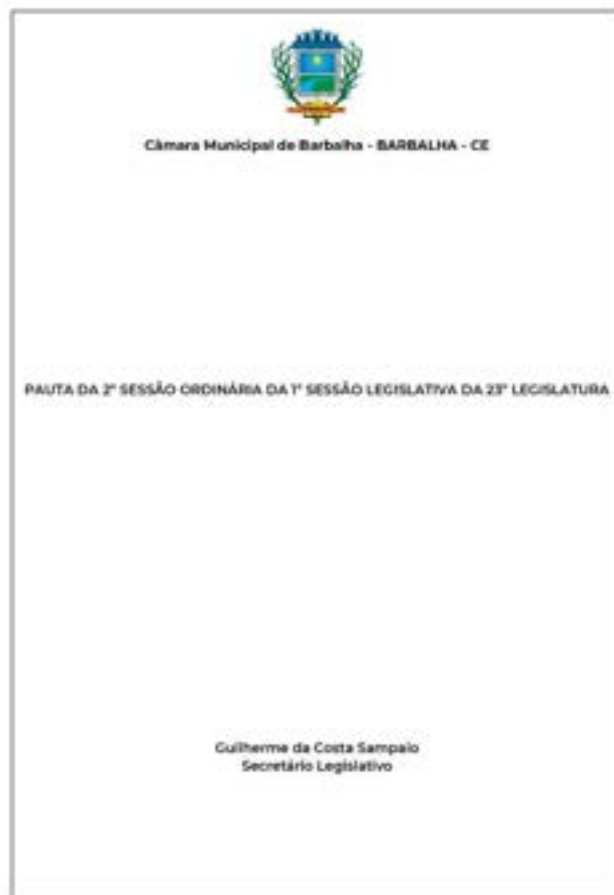 Câmara Municipal de Barbalha - BARBALHA - CE
PAUTA DA 2ª SESSÃO ORDINÁRIA DA 1ª SESSÃO LEGISLATIVA DA 23ª LEGISLATURA
Guilherme da Costa Sampaio
Secretário Legislativo